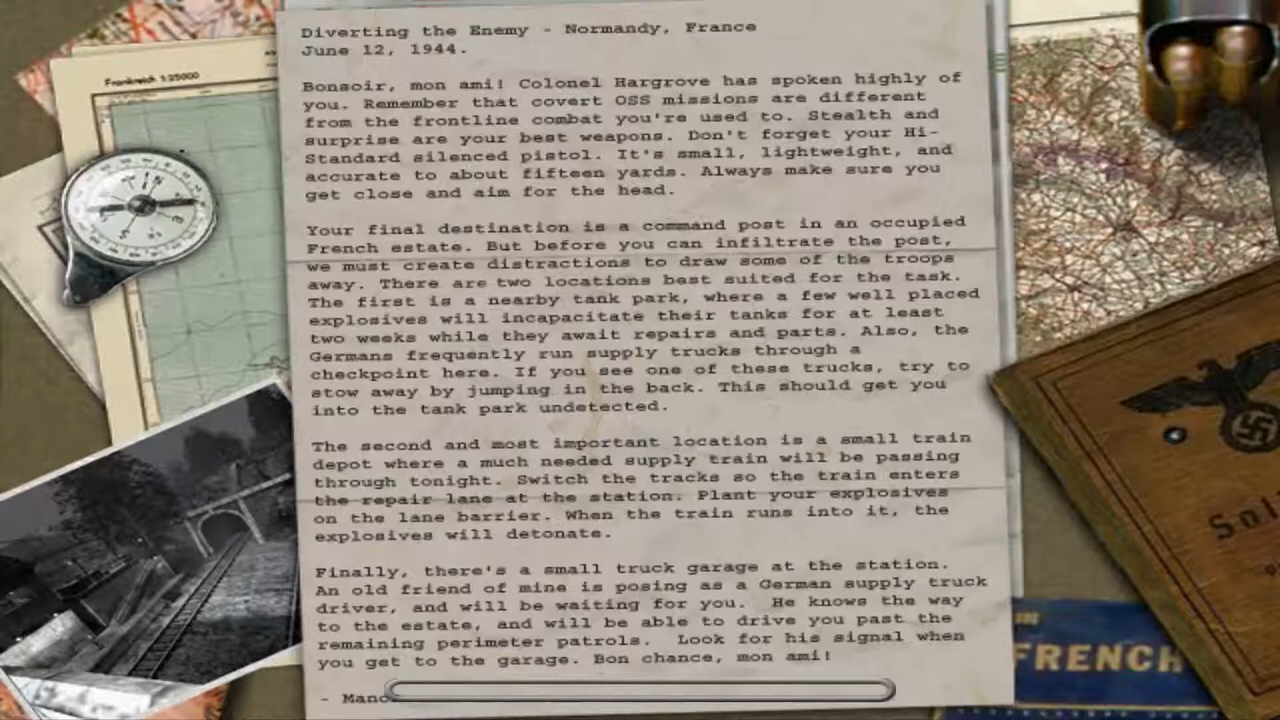 Diverting the Enemy - Normandy, France
June 12, 1944.
Bonsoir, mon ami! Colonel Hargrove has spoken highly of
you. Remember that covert OSS missions are different
from the frontline combat you're used to. Stealth and
surprise are your best weapons. Don't forget your Hi-
Standard silenced pistol. It's small, lightweight, and
accurate to about fifteen yards. Always make sure you
get close and aim for the head.
Your final destination is a command post in an occupied
French estate. But before you can infiltrate the post,
we must create distractions to draw some of the troops
away. There are two locations best suited for the task.
The first is a nearby tank park, where a few well placed
explosives will incapacitate their tanks for at least
two weeks while they await repairs and parts. Also, the
Germans frequently run supply trucks through a
checkpoint here. If you see one of these trucks, try to
stow away by jumping in the back. This should get you
into the tank park undetected.
The second and most important location is a small train
depot where a much needed supply train will be passing
through tonight. Switch the tracks so the train enters
the repair lane at the station. Plant your explosives
on the lane barrier. When the train runs into it, the
explosives will detonate.
Finally, there's a small truck garage at the station.
An old friend of mine is posing as a German supply truck
driver, and will be waiting for you. He knows the way
to the estate, and will be able to drive you past the
remaining perimeter patrols. Look for his signal when
you get to the garage. Bon chance, mon ami!
- Mano
Frankreich 1:25000
FRENCH